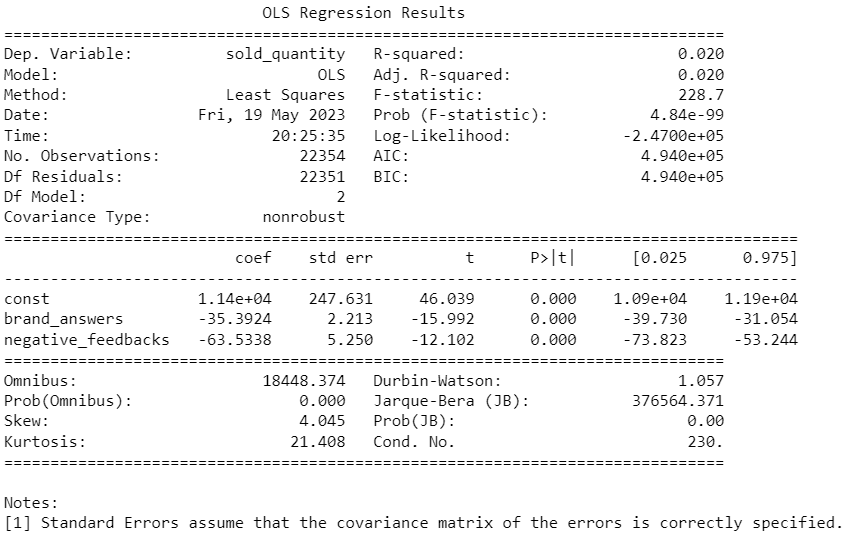 OLS Regression Results
==============================================================================
Dep. Variable: sold_quantity R-squared: 0.020
Model: OLS Adj. R-squared: 0.020
Method: Least Squares F-statistic: 228.7
Date: Fri, 19 May 2023 Prob (F-statistic): 4.84e-99
Time: 20:25:35 Log-Likelihood: -2.4700e+05
No. Observations: 22354 AIC: 4.940e+05
Df Residuals: 22351 BIC: 4.940e+05
Df Model: 2
Covariance Type: nonrobust
======================================================================================
coef std err t P>|t| [0.025 0.975]
--------------------------------------------------------------------------------------
const 1.14e+04 247.631 46.039 0.000 1.09e+04 1.19e+04
brand_answers -35.3924 2.213 -15.992 0.000 -39.730 -31.054
negative_feedbacks -63.5338 5.250 -12.102 0.000 -73.823 -53.244
==============================================================================
Omnibus: 18448.374 Durbin-Watson: 1.057
Prob(Omnibus): 0.000 Jarque-Bera (JB): 376564.371
Skew: 4.045 Prob(JB): 0.00
Kurtosis: 21.408 Cond. No. 230.
==============================================================================
Notes:
[1] Standard Errors assume that the covariance matrix of the errors is correctly specified.